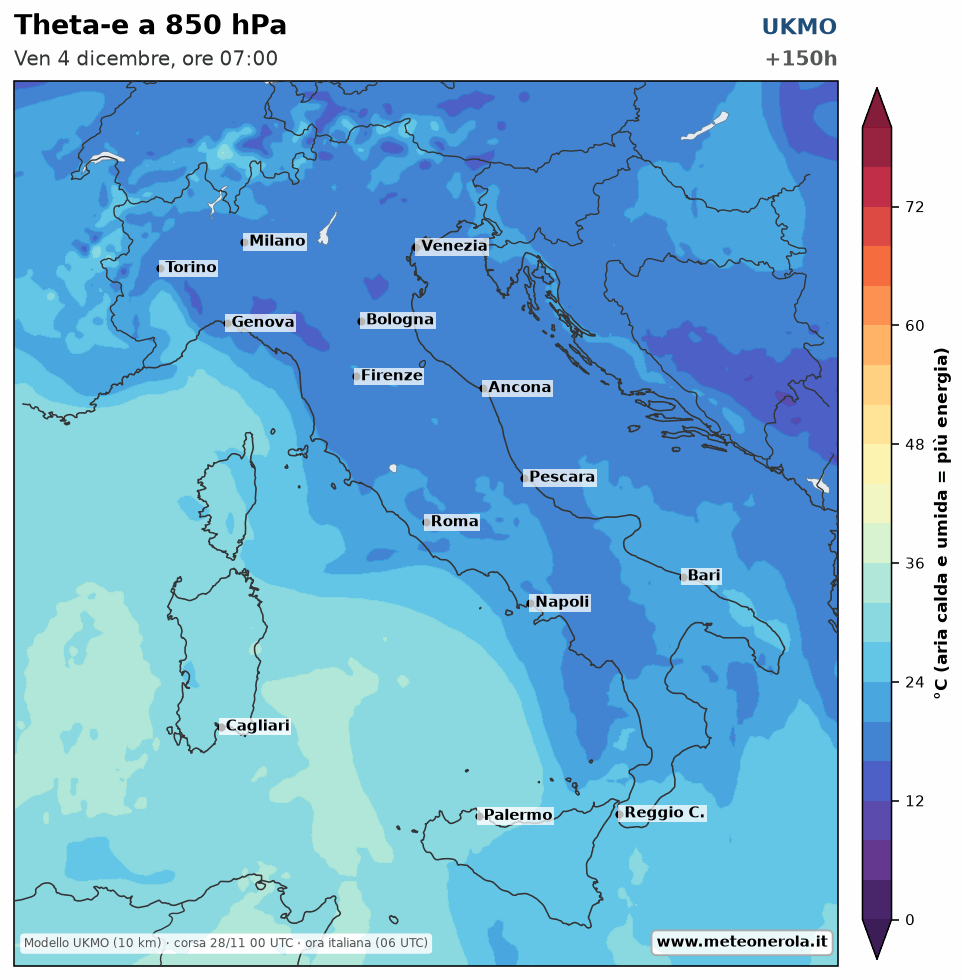 Theta-e a 850 hPa
UKMO
Ven 4 dicembre, ore 07:00
+150h
Milano
Venezia
Torino
Genova
Bologna
Firenze
Ancona
Pescara
Roma
Bari
Napoli
Cagliari
Palermo
Reggio C.
72
60
48
36
24
12
0
°C (aria calda e umida = più energia)
Modello UKMO (10 km) · corsa 28/11 00 UTC · ora italiana (06 UTC)
www.meteonerola.it